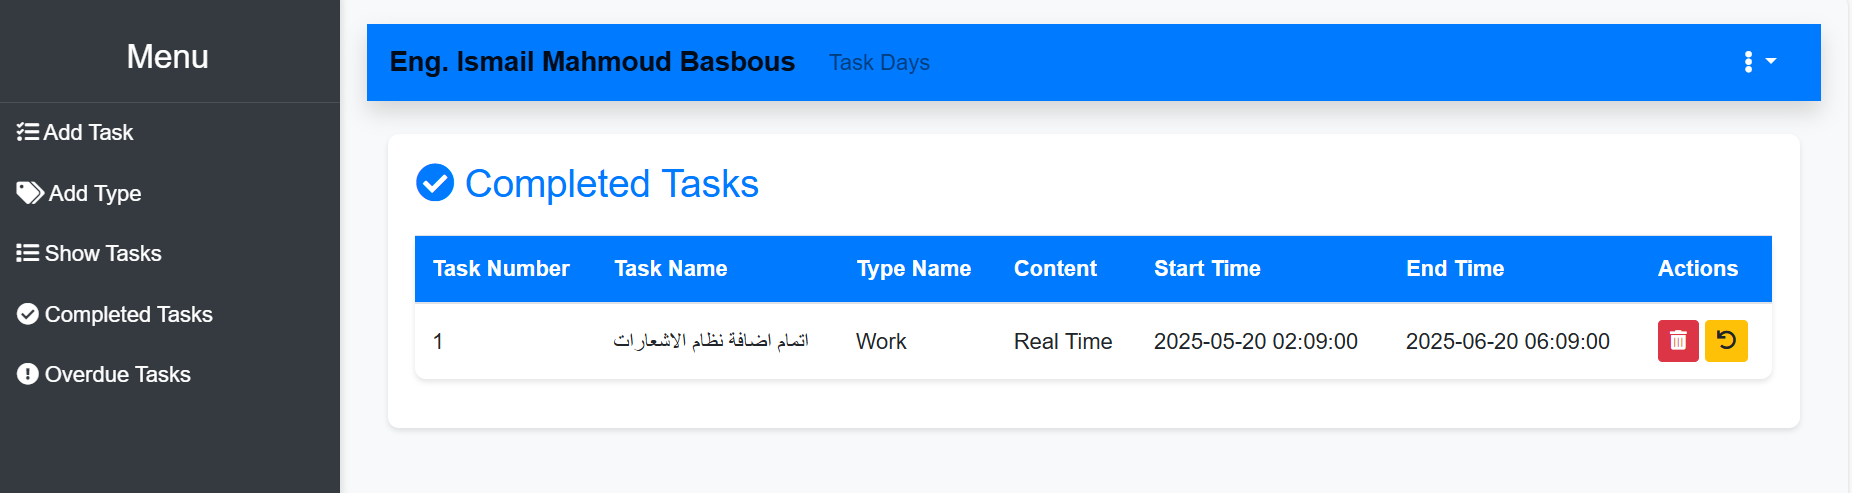 Menu
Add Task
Add Type
Show Tasks
Completed Tasks
Overdue Tasks
Eng. Ismail Mahmoud Basbous Task Days
Completed Tasks
Task Number Task Name Type Name Content Start Time End Time Actions
1 اتمام اضافة نظام الاشعارات Work Real Time 2025-05-20 02:09:00 2025-06-20 06:09:00